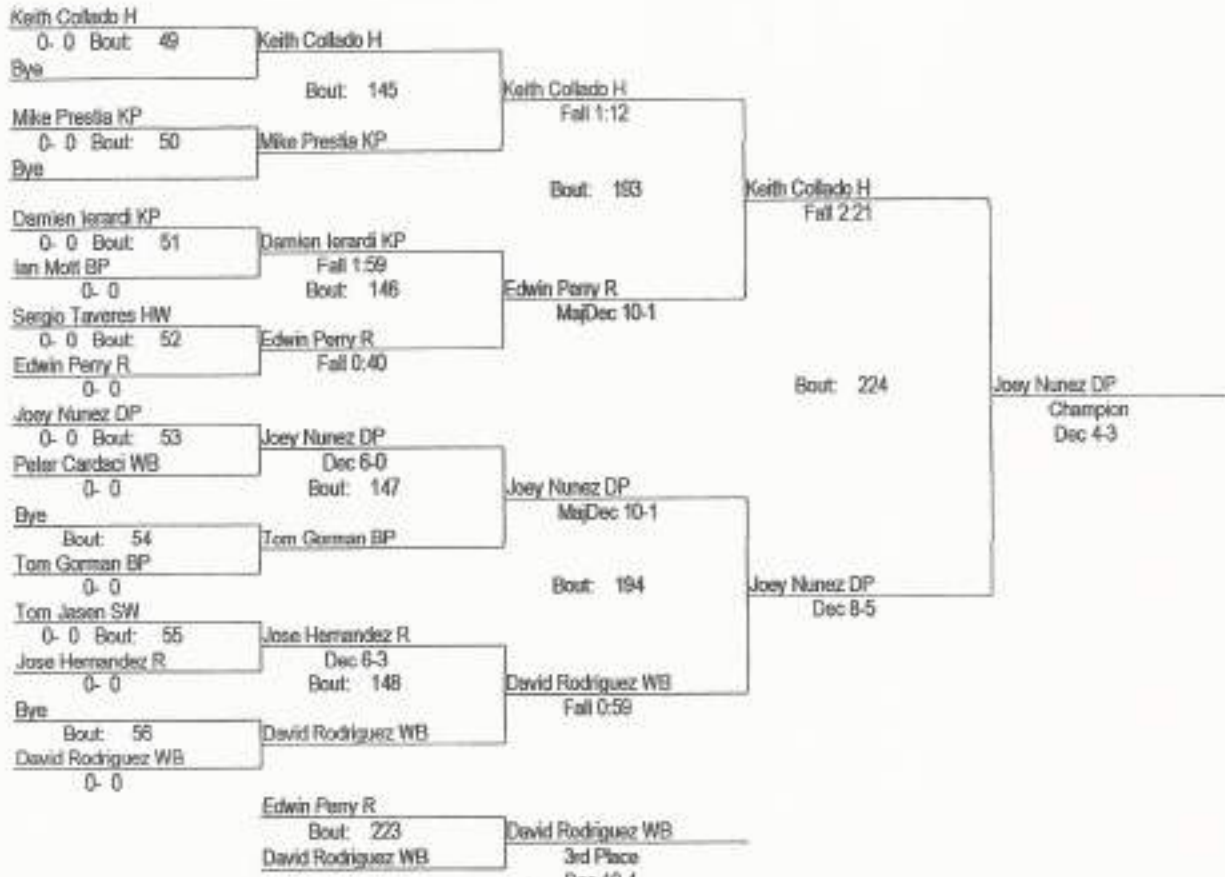 Keith Collado H
0- 0 Bout: 49
Bye
Keith Collado H
Bout: 145
Mike Prestia KP
0- 0 Bout: 50
Bye
Mike Prestia KP
Keith Collado H
Fall 1:12
Bout: 193
Damien Ierardi KP
0- 0 Bout: 51
Ian Mott BP
0- 0
Damien Ierardi KP
Fall 1:59
Bout: 146
Sergio Taveres HW
0- 0 Bout: 52
Edwin Perry R
0- 0
Edwin Perry R
Fall 0:40
Edwin Perry R
MajDec 10-1
Keith Collado H
Fall 2:21
Bout: 224
Joey Nunez DP
0- 0 Bout: 53
Peter Cardaci WB
0- 0
Joey Nunez DP
Dec 6-0
Bout: 147
Bye
Bout: 54
Tom Gorman BP
0- 0
Tom Gorman BP
Joey Nunez DP
MajDec 10-1
Bout: 194
Tom Jasen SW
0- 0 Bout: 55
Jose Hernandez R
0- 0
Jose Hernandez R
Dec 6-3
Bout: 148
Bye
Bout: 56
David Rodriguez WB
0- 0
David Rodriguez WB
David Rodriguez WB
Fall 0:59
Joey Nunez DP
Dec 8-5
Joey Nunez DP
Champion
Dec 4-3
Edwin Perry R
Bout: 223
David Rodriguez WB
David Rodriguez WB
3rd Place